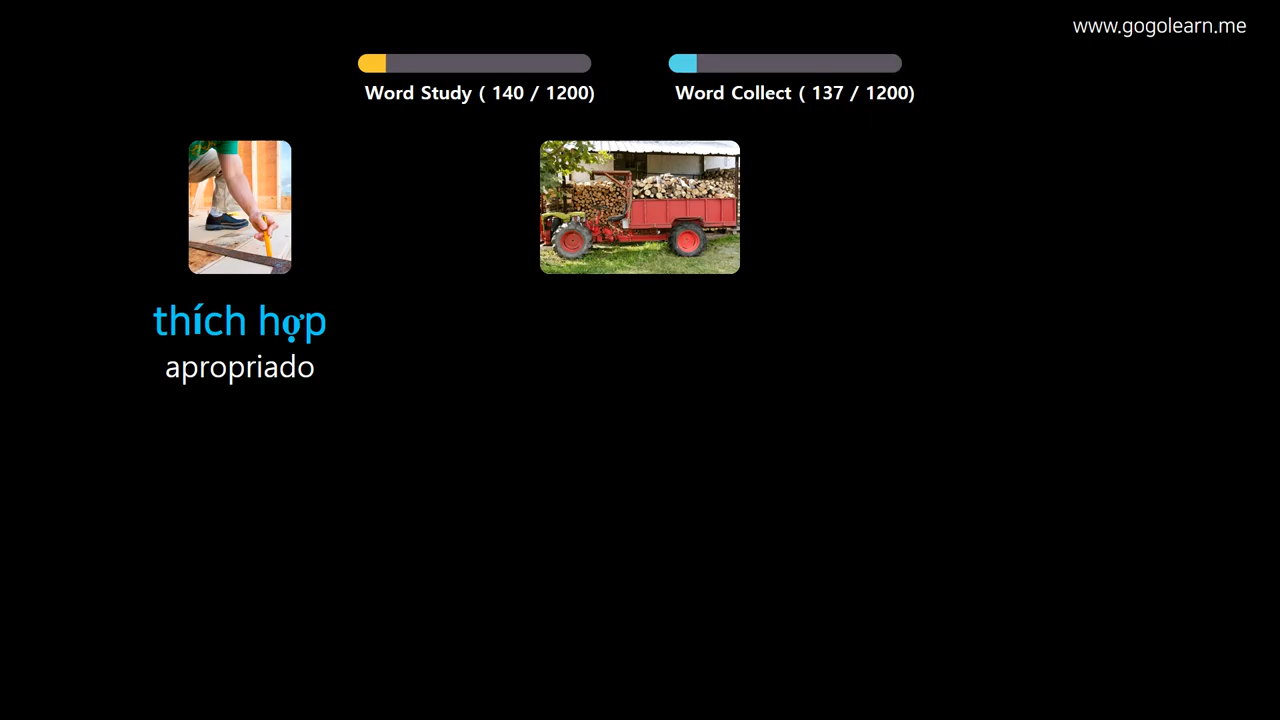 www.gogolearn.me
Word Study ( 140 / 1200)
Word Collect ( 137 / 1200)
thích hợp
apropriado